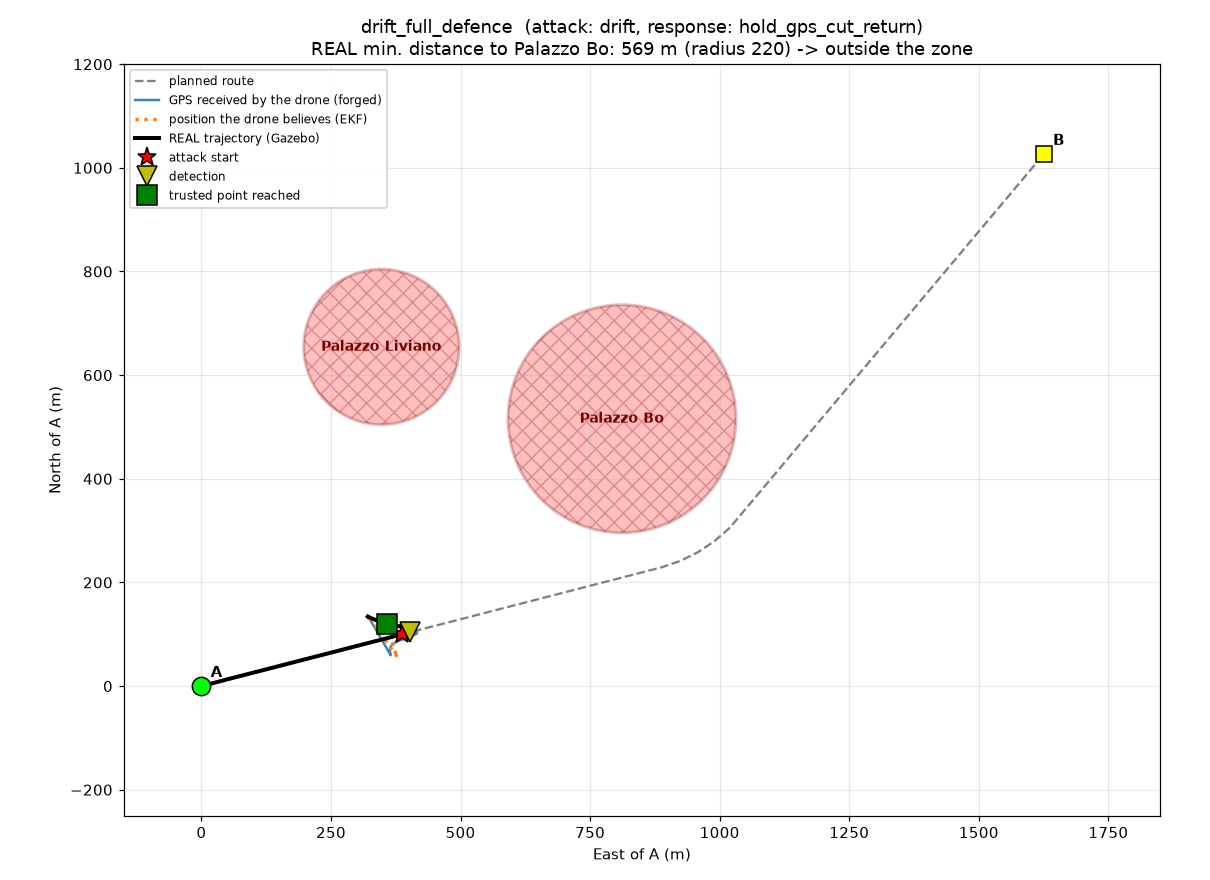 drift_full_defence  (attack: drift, response: hold_gps_cut_return)
REAL min. distance to Palazzo Bo: 569 m (radius 220) -> outside the zone
planned route
GPS received by the drone (forged)
position the drone believes (EKF)
REAL trajectory (Gazebo)
attack start
detection
trusted point reached
1200
1000
800
600
400
200
0
−200
North of A (m)
B
Palazzo Liviano
Palazzo Bo
A
0 250 500 750 1000 1250 1500 1750
East of A (m)